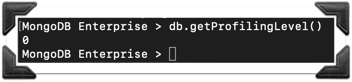 MongoDB Enterprise > db.getProfilingLevel()
0
MongoDB Enterprise >